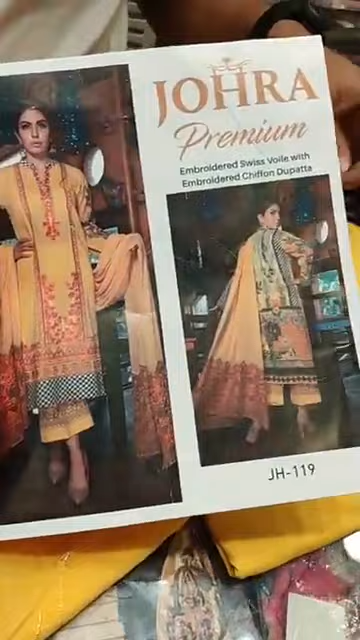 JOHRA
Premium
Embroidered Swiss Voile with
Embroidered Chiffon Dupatta
JH-119